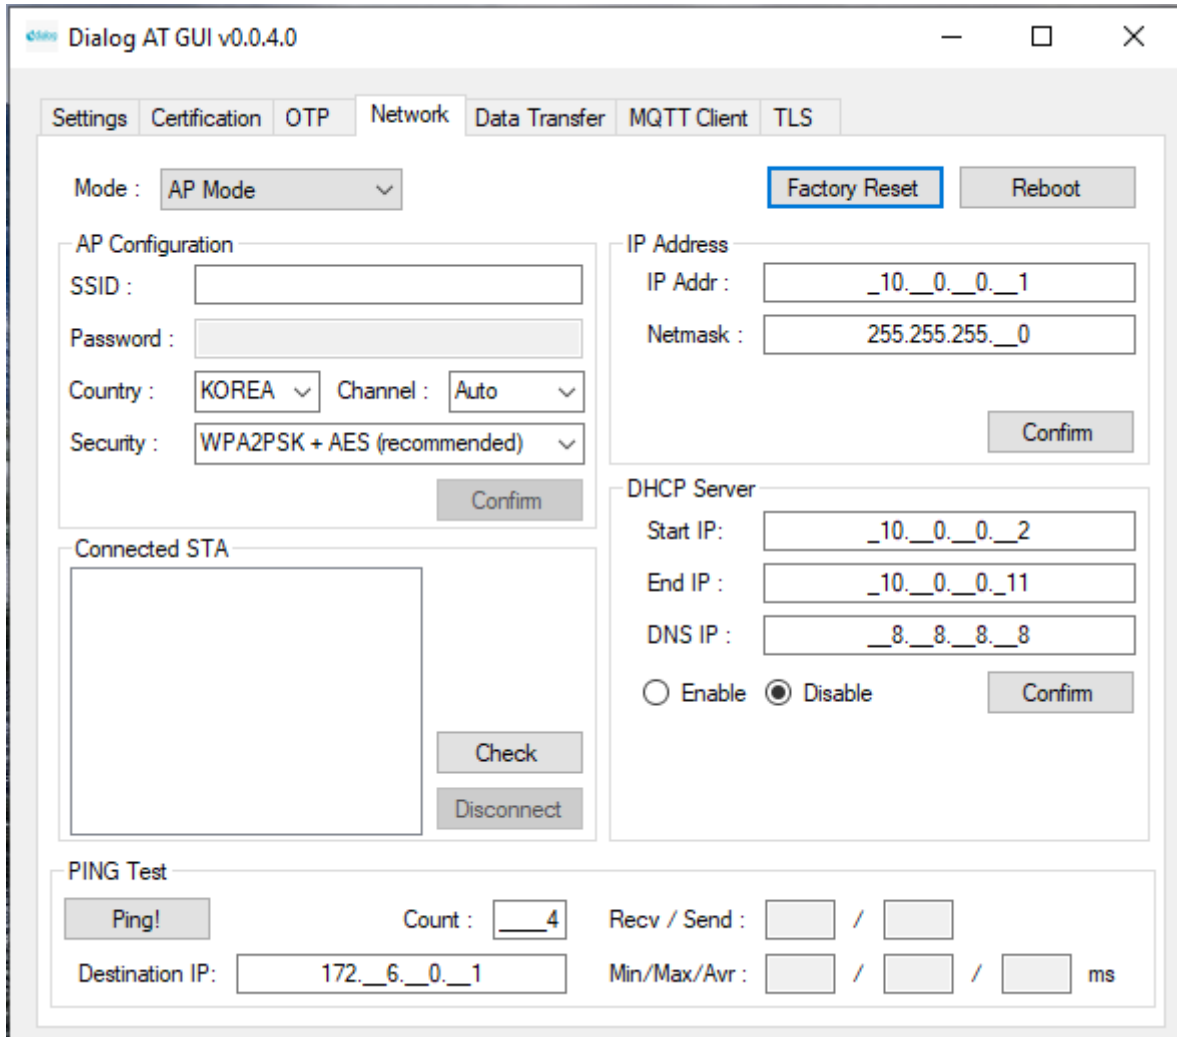 dialog Dialog AT GUI v0.0.4.0
Settings Certification OTP Network Data Transfer MQTT Client TLS
Mode : AP Mode Factory Reset Reboot
AP Configuration
SSID :
Password :
Country : KOREA Channel : Auto
Security : WPA2PSK + AES (recommended)
Confirm
IP Address
IP Addr : _10.__0.__0.__1
Netmask : 255.255.255.__0
Confirm
Connected STA
Check
Disconnect
DHCP Server
Start IP: _10.__0.__0.__2
End IP : _10.__0.__0._11
DNS IP : __8.__8.__8.__8
Enable Disable Confirm
PING Test
Ping! Count : ____4 Recv / Send : /
Destination IP: 172.__6.__0.__1 Min/Max/Avr : / / ms